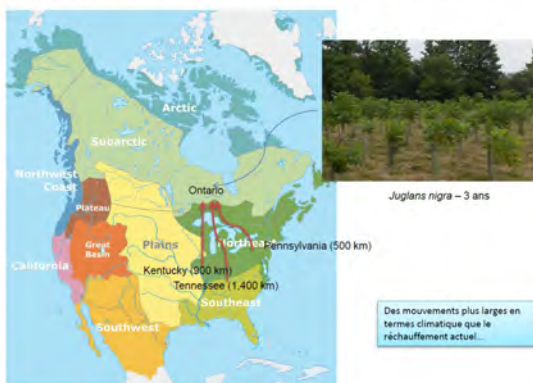 Arctic
Subarctic
Northwest
Coast
Ontario
Plateau
Great
Basin
Plains
Northea
Pennsylvania (500 km)
California
Kentucky (900 km)
Tennessee (1,400 km)
Southeast
Southwest
Juglans nigra – 3 ans
Des mouvements plus larges en
termes climatique que le
réchauffement actuel...